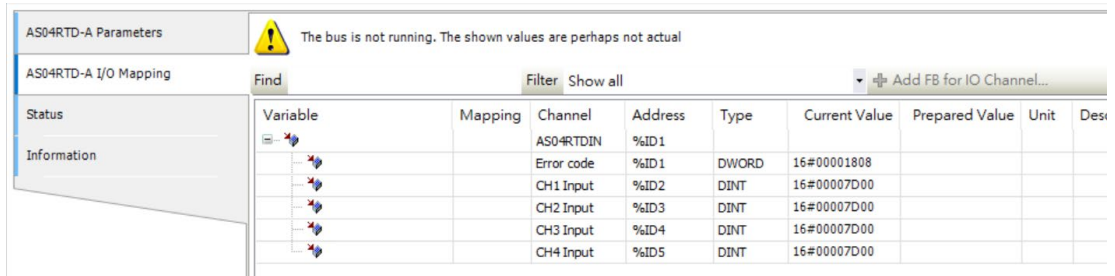 AS04RTD-A Parameters
The bus is not running. The shown values are perhaps not actual
AS04RTD-A I/O Mapping
Find Filter Show all Add FB for IO Channel...
Status
Information
Variable Mapping Channel Address Type Current Value Prepared Value Unit Desc
AS04RTDIN %ID1
Error code %ID1 DWORD 16#00001808
CH1 Input %ID2 DINT 16#00007D00
CH2 Input %ID3 DINT 16#00007D00
CH3 Input %ID4 DINT 16#00007D00
CH4 Input %ID5 DINT 16#00007D00